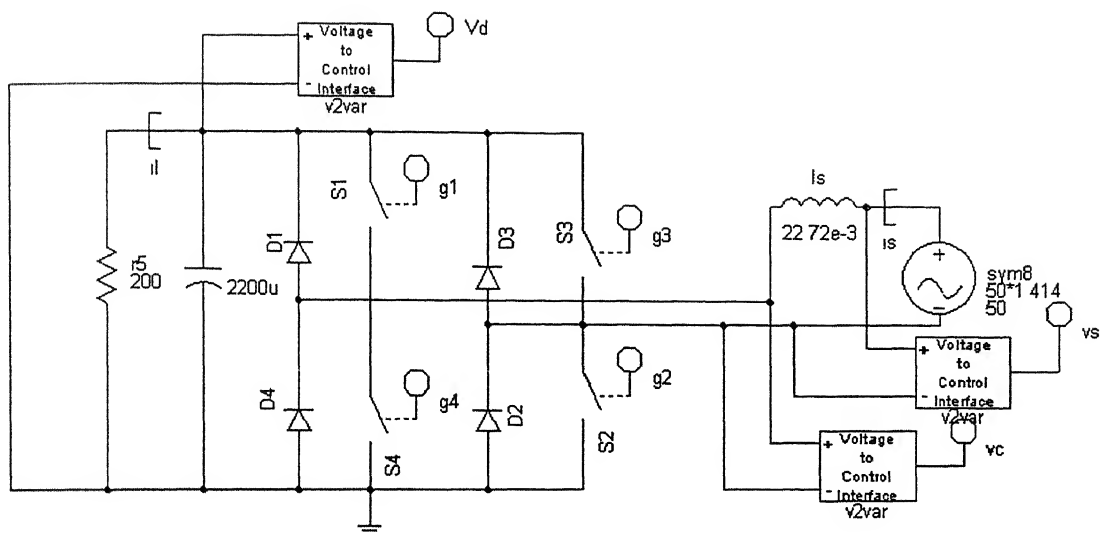 Voltage
to
Control
Interface
v2var
+
-
Vd
il
r5
200
2200u
D1
S1
g1
D3
S3
g3
D4
g4
S4
D2
g2
S2
ls
22 72e-3
is
+
-
sym8
50*1 414
50
vs
Voltage
to
Control
Interface
v2var
+
-
vc
Voltage
to
Control
Interface
v2var
+
-